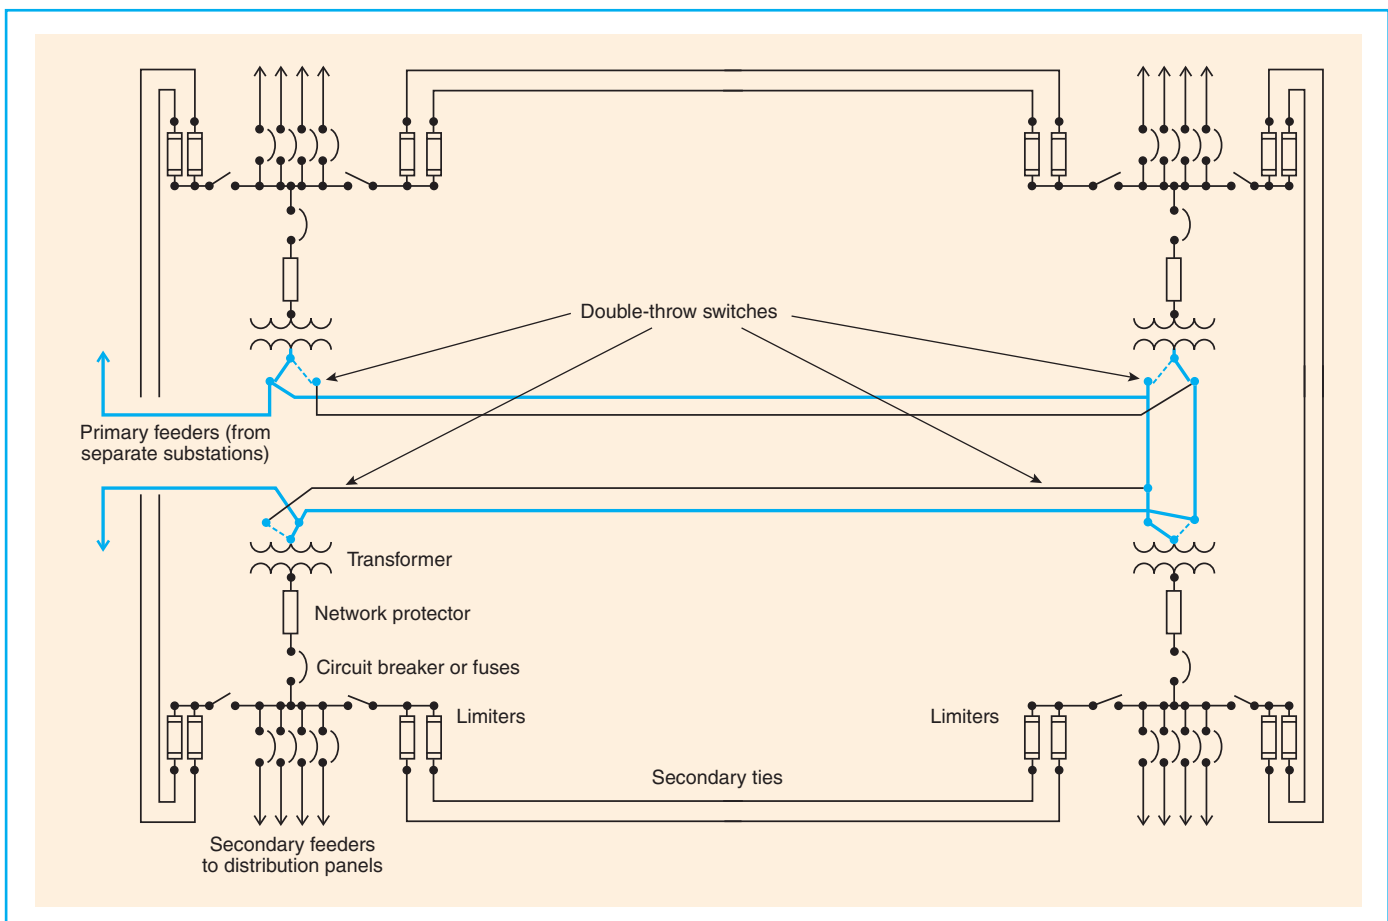 Double-throw switches
Primary feeders (from
separate substations)
Transformer
Network protector
Circuit breaker or fuses
Limiters
Limiters
Secondary ties
Secondary feeders
to distribution panels